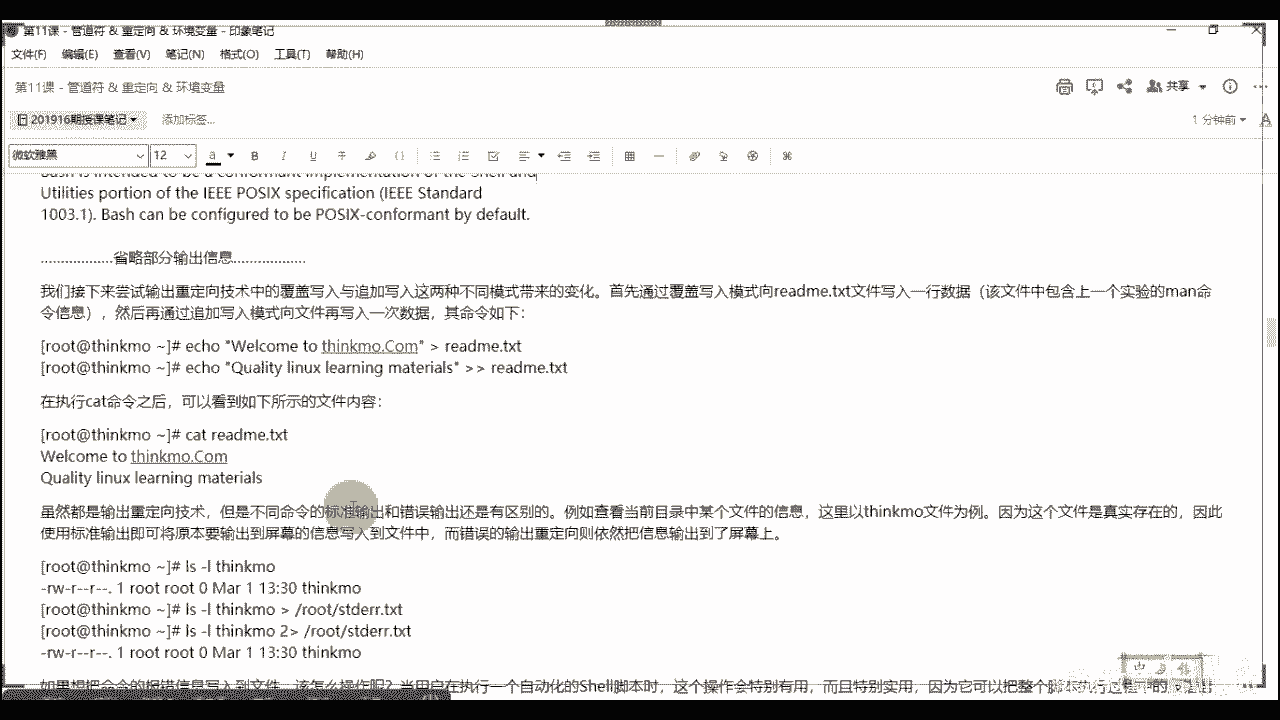 第11课 - 管道符 & 重定向 & 环境变量 - 印象笔记
文件(F) 编辑(E) 查看(V) 笔记(N) 格式(O) 工具(T) 帮助(H)
第11课 - 管道符 & 重定向 & 环境变量
共享
201916期授课笔记 添加标签...
1 分钟前
微软雅黑 12
Bash is intended to be a conformant implementation of the Shell and
Utilities portion of the IEEE POSIX specification (IEEE Standard
1003.1). Bash can be configured to be POSIX-conformant by default.
..................省略部分输出信息..................
我们接下来尝试输出重定向技术中的覆盖写入与追加写入这两种不同模式带来的变化。首先通过覆盖写入模式向readme.txt文件写入一行数据（该文件中包含上一个实验的man命
令信息），然后再通过追加写入模式向文件再写入一次数据，其命令如下：
[root@thinkmo ~]# echo "Welcome to thinkmo.Com" > readme.txt
[root@thinkmo ~]# echo "Quality linux learning materials" >> readme.txt
在执行cat命令之后，可以看到如下所示的文件内容：
[root@thinkmo ~]# cat readme.txt
Welcome to thinkmo.Com
Quality linux learning materials
虽然都是输出重定向技术，但是不同命令的标准输出和错误输出还是有区别的。例如查看当前目录中某个文件的信息，这里以thinkmo文件为例。因为这个文件是真实存在的，因此
使用标准输出即可将原本要输出到屏幕的信息写入到文件中，而错误的输出重定向则依然把信息输出到了屏幕上。
[root@thinkmo ~]# ls -l thinkmo
-rw-r--r--. 1 root root 0 Mar 1 13:30 thinkmo
[root@thinkmo ~]# ls -l thinkmo > /root/stderr.txt
[root@thinkmo ~]# ls -l thinkmo 2> /root/stderr.txt
-rw-r--r--. 1 root root 0 Mar 1 13:30 thinkmo
如果想把命令的报错信息写入到文件，该怎么操作呢？当用户在执行一个自动化的Shell脚本时，这个操作会特别有用，而且特别实用，因为它可以把整个脚